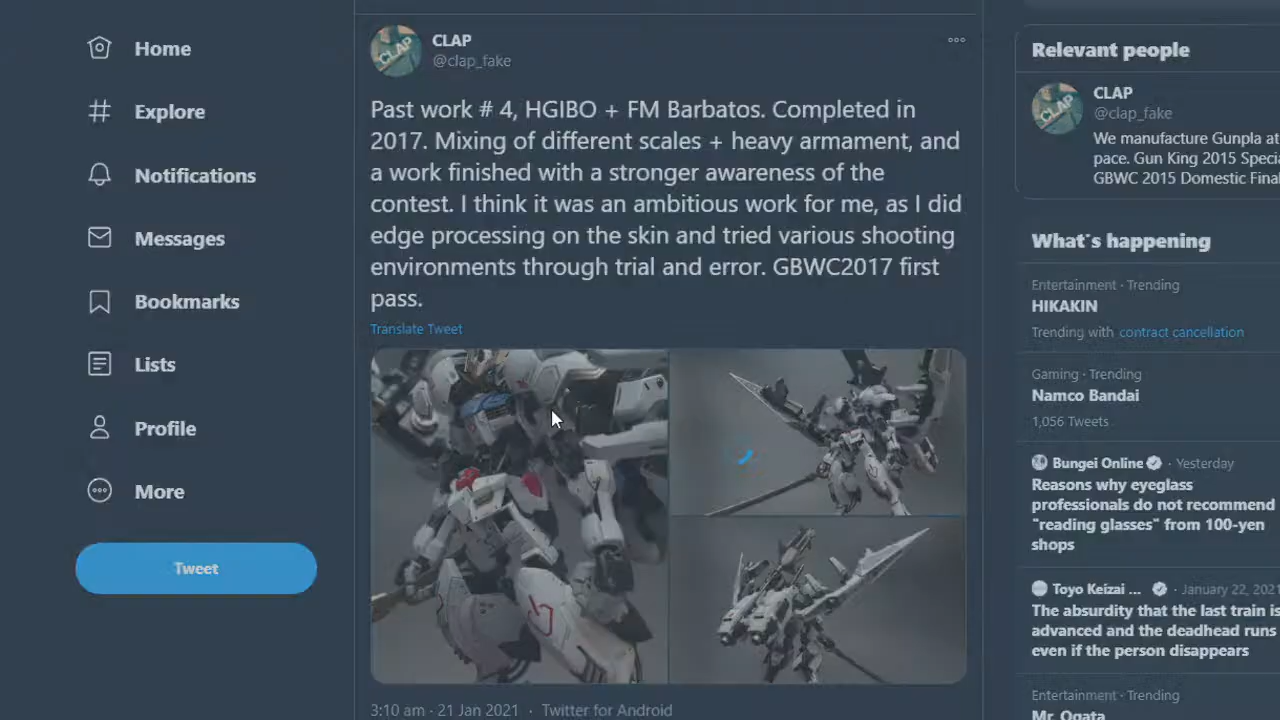 Home
Explore
Notifications
Messages
Bookmarks
Lists
Profile
More
Tweet
CLAP
CLAP
@clap_fake
Past work # 4, HGIBO + FM Barbatos. Completed in
2017. Mixing of different scales + heavy armament, and
a work finished with a stronger awareness of the
contest. I think it was an ambitious work for me, as I did
edge processing on the skin and tried various shooting
environments through trial and error. GBWC2017 first
pass.
Translate Tweet
3:10 am · 21 Jan 2021 · Twitter for Android
Relevant people
CLAP
CLAP
@clap_fake
We manufacture Gunpla at
pace. Gun King 2015 Speci
GBWC 2015 Domestic Final
What's happening
Entertainment · Trending
HIKAKIN
Trending with contract cancellation
Gaming · Trending
Namco Bandai
1,056 Tweets
Bungei Online · Yesterday
Reasons why eyeglass
professionals do not recommend
"reading glasses" from 100-yen
shops
Toyo Keizai ... · January 22, 2021
The absurdity that the last train is
advanced and the deadhead runs
even if the person disappears
Entertainment · Trending
Mr. Ogata